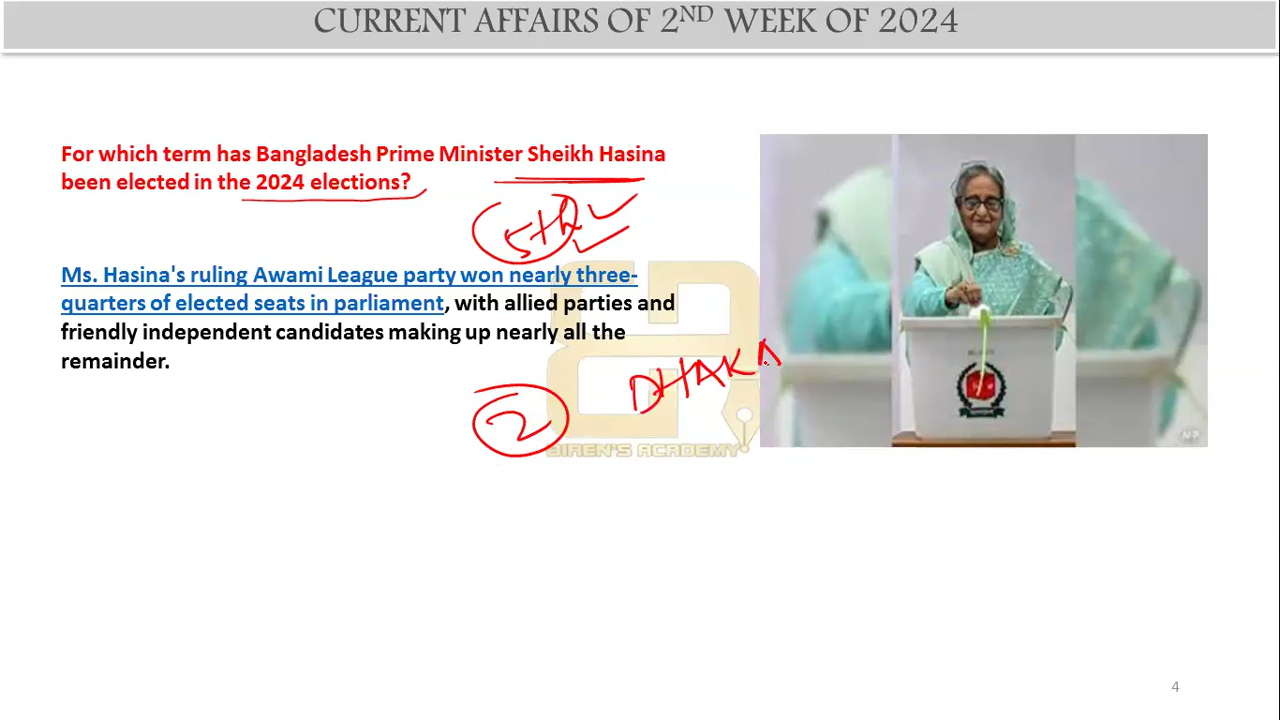 CURRENT AFFAIRS OF 2ND WEEK OF 2024
For which term has Bangladesh Prime Minister Sheikh Hasina
been elected in the 2024 elections?
5th
Ms. Hasina's ruling Awami League party won nearly three-
quarters of elected seats in parliament, with allied parties and
friendly independent candidates making up nearly all the
remainder.
DHAKA
2
BIREN'S ACADEMY
4